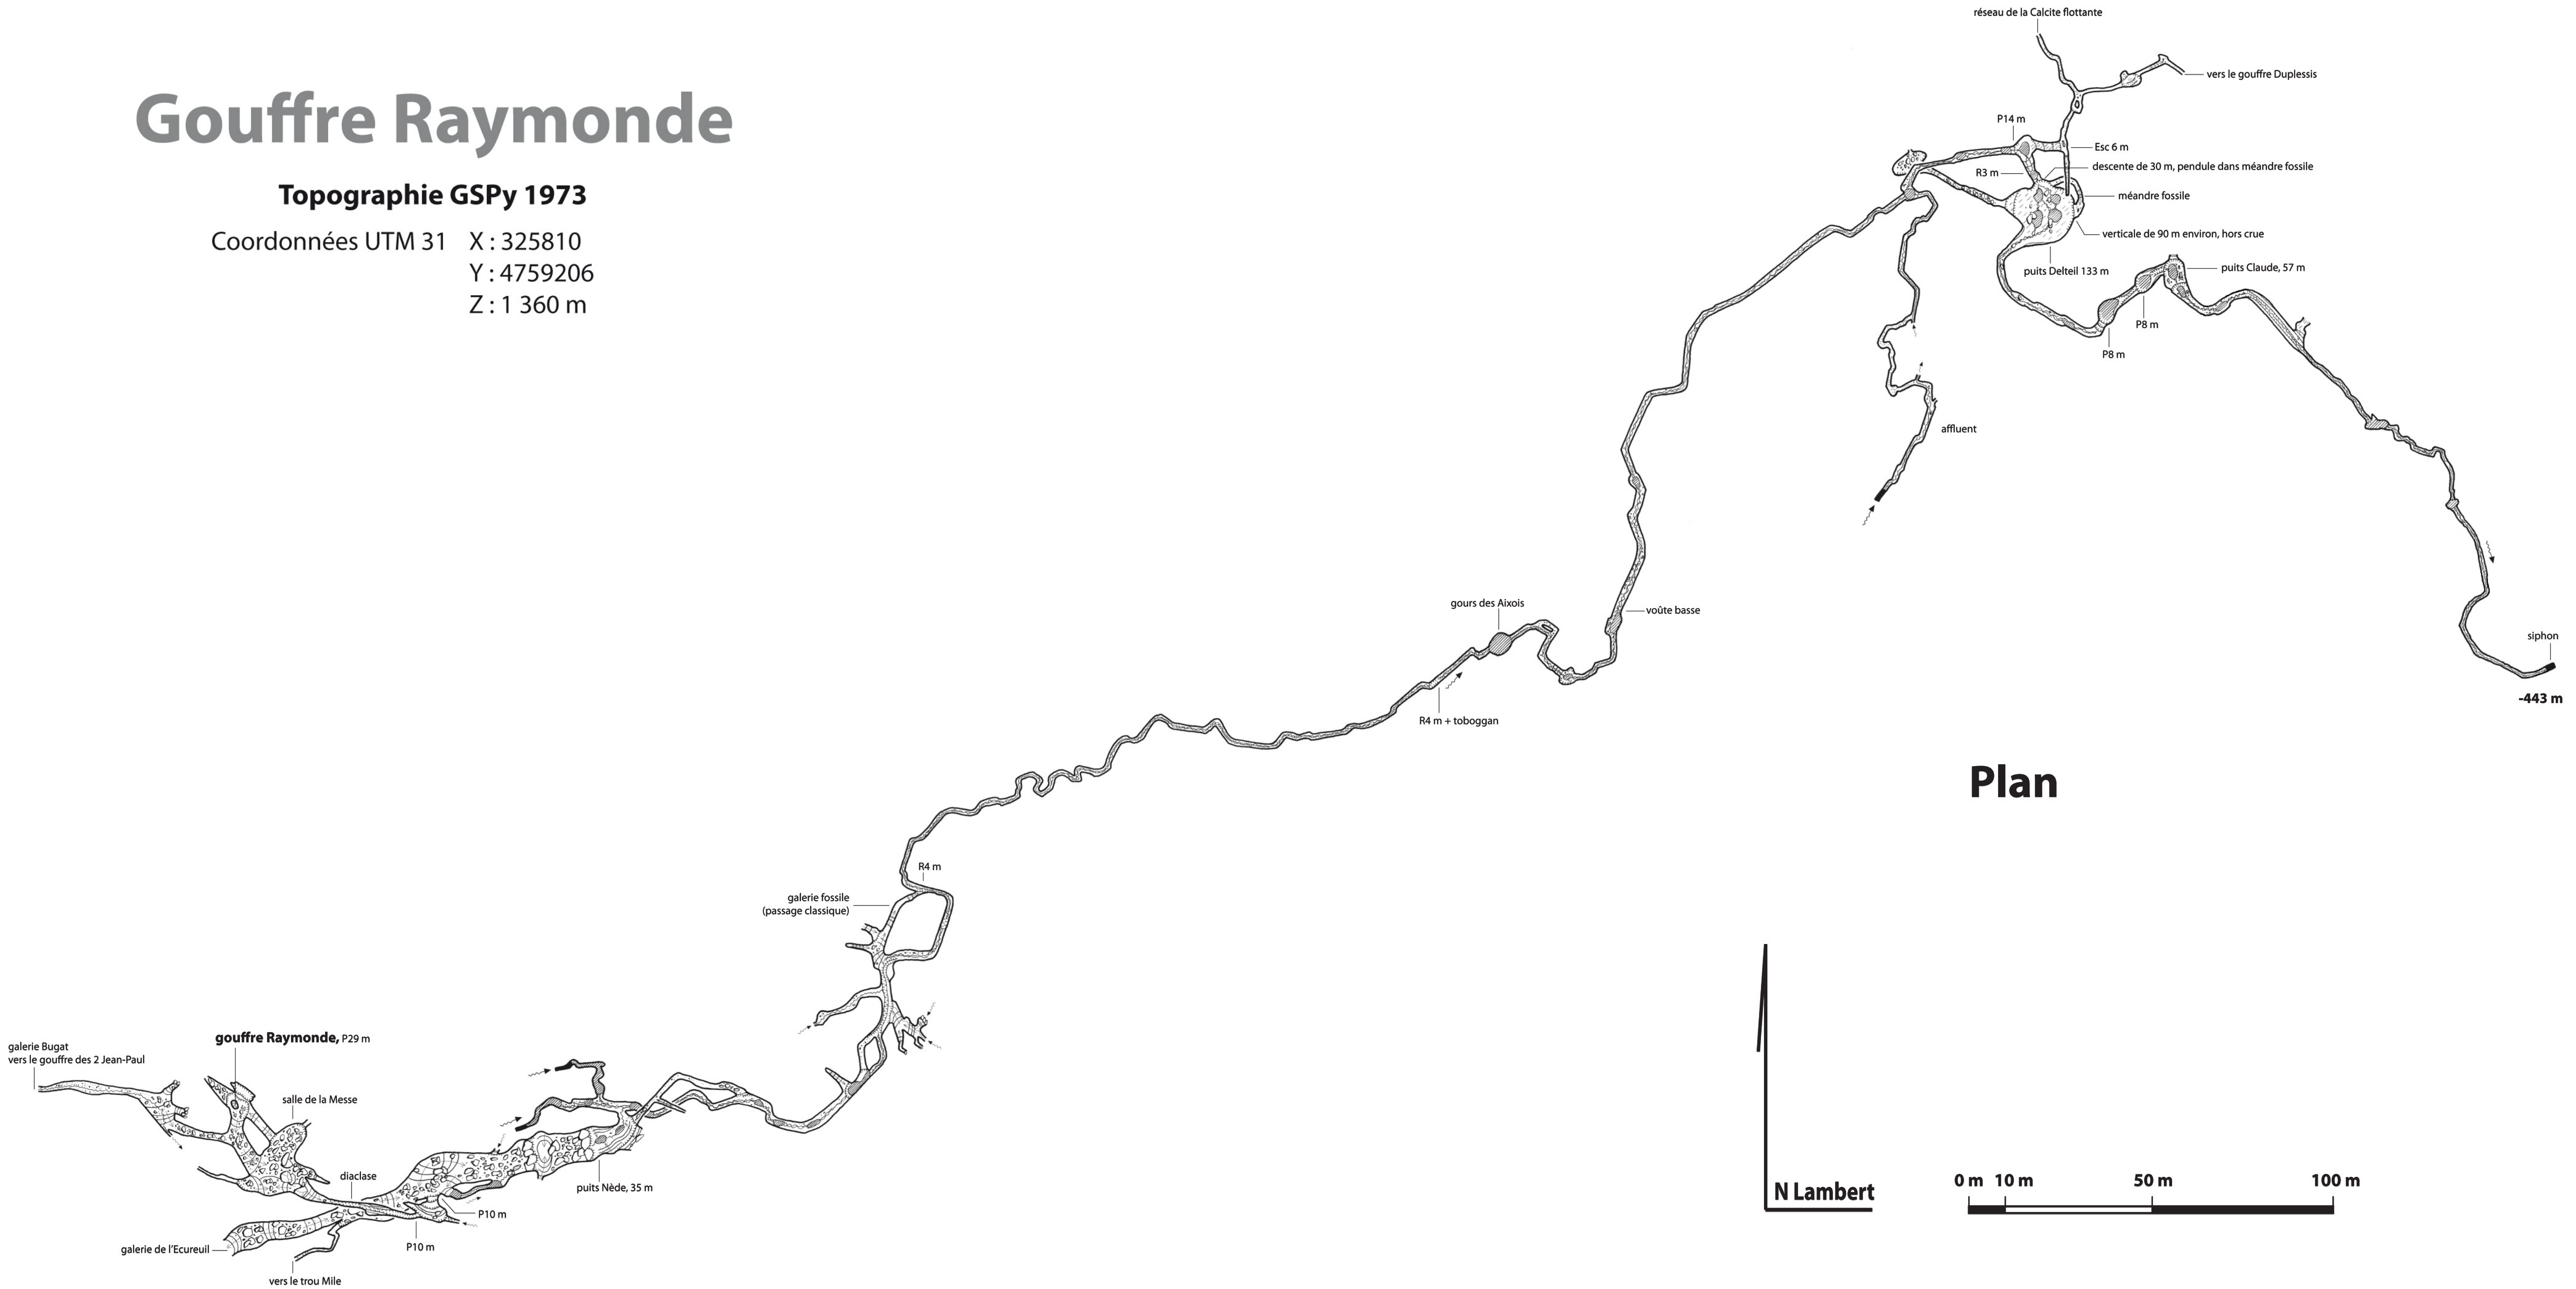 réseau de la Calcite flottante
vers le gouffre Duplessis
Gouffre Raymonde
P14 m
Esc 6 m
descente de 30 m, pendule dans méandre fossile
R3 m
Topographie GSPy 1973
méandre fossile
verticale de 90 m environ, hors crue
Coordonnées UTM 31 X : 325810
Y : 4759206
Z : 1 360 m
puits Delteil 133 m
puits Claude, 57 m
P8 m
P8 m
affluent
gours des Aixois
voûte basse
siphon
-443 m
R4 m + toboggan
Plan
R4 m
galerie fossile
(passage classique)
gouffre Raymonde, P29 m
galerie Bugat
vers le gouffre des 2 Jean-Paul
salle de la Messe
diaclase
puits Nède, 35 m
P10 m
P10 m
galerie de l'Ecureuil
vers le trou Mile
N Lambert
0 m 10 m 50 m 100 m